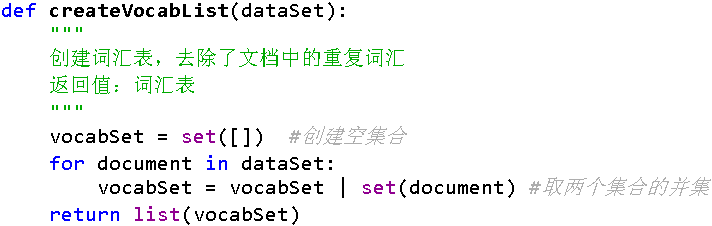 def createVocabList(dataSet):
    """
    创建词汇表，去除了文档中的重复词汇
    返回值：词汇表
    """
    vocabSet = set([])  #创建空集合
    for document in dataSet:
        vocabSet = vocabSet | set(document) #取两个集合的并集
    return list(vocabSet)